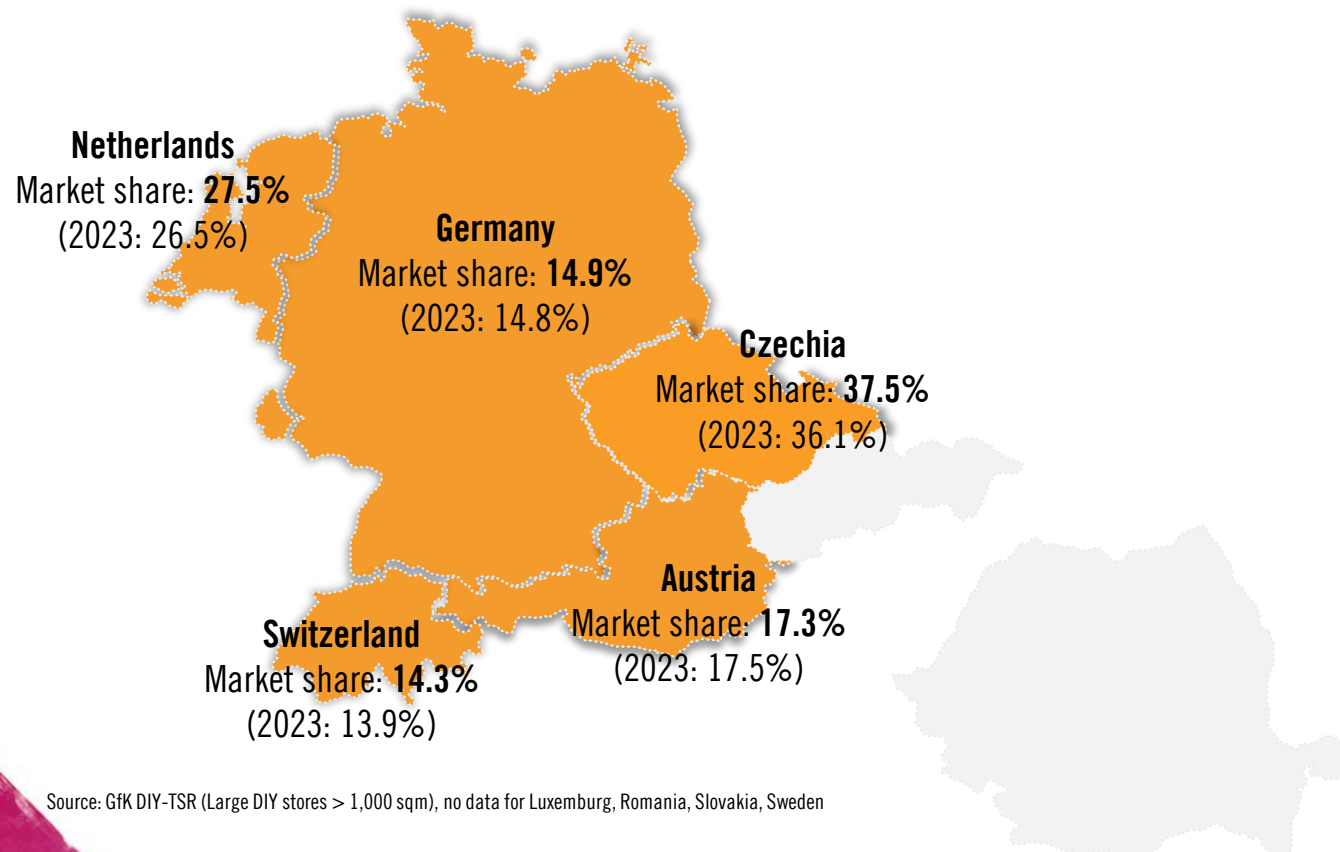 Netherlands
Market share: 27.5%
(2023: 26.5%)
Germany
Market share: 14.9%
(2023: 14.8%)
Czechia
Market share: 37.5%
(2023: 36.1%)
Austria
Market share: 17.3%
(2023: 17.5%)
Switzerland
Market share: 14.3%
(2023: 13.9%)
Source: GfK DIY-TSR (Large DIY stores > 1,000 sqm), no data for Luxemburg, Romania, Slovakia, Sweden